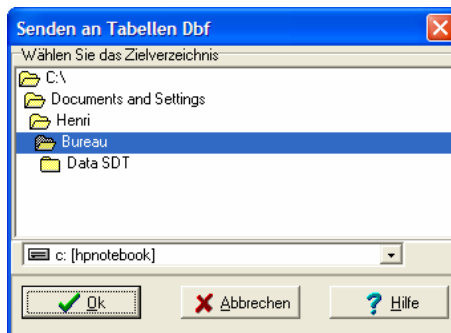 Senden an Tabellen Dbf
Wählen Sie das Zielverzeichnis
C:\
Documents and Settings
Henri
Bureau
Data SDT
c: [hpnotebook]
Ok Abbrechen Hilfe